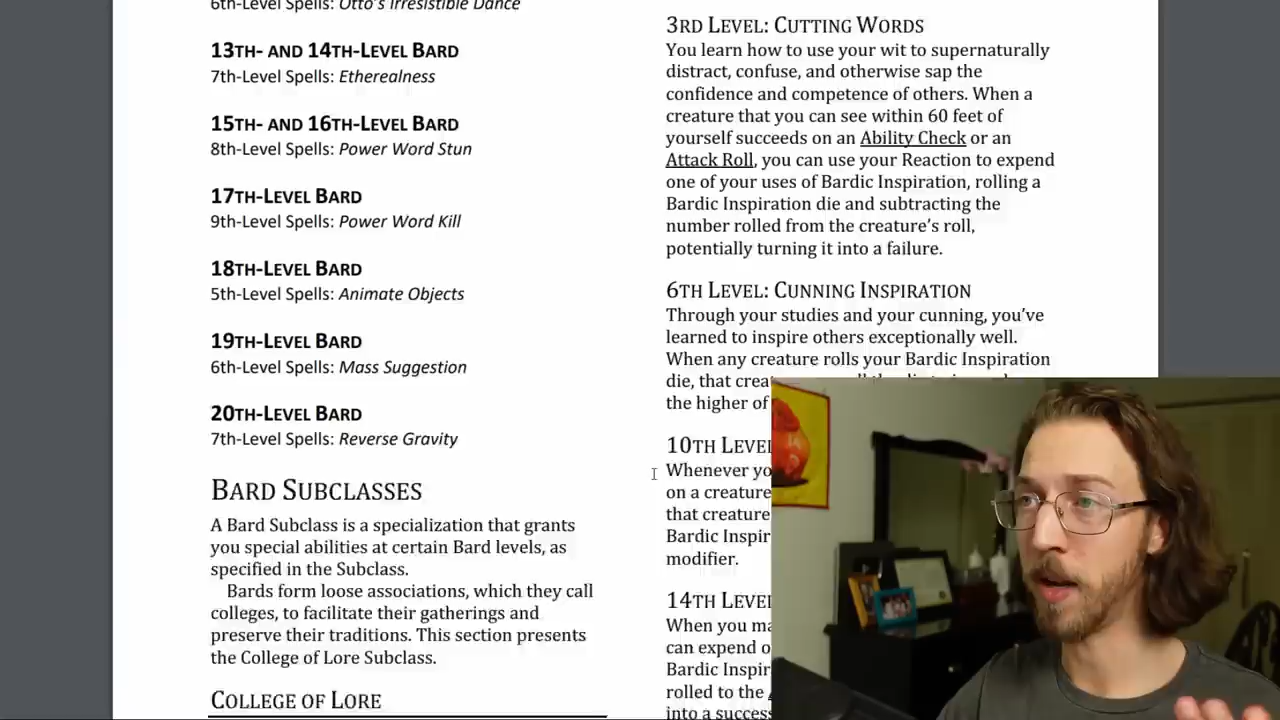 6th-Level Spells: Otto's Irresistible Dance
13TH- AND 14TH-LEVEL BARD
7th-Level Spells: Etherealness
15TH- AND 16TH-LEVEL BARD
8th-Level Spells: Power Word Stun
17TH-LEVEL BARD
9th-Level Spells: Power Word Kill
18TH-LEVEL BARD
5th-Level Spells: Animate Objects
19TH-LEVEL BARD
6th-Level Spells: Mass Suggestion
20TH-LEVEL BARD
7th-Level Spells: Reverse Gravity
BARD SUBCLASSES
A Bard Subclass is a specialization that grants
you special abilities at certain Bard levels, as
specified in the Subclass.
Bards form loose associations, which they call
colleges, to facilitate their gatherings and
preserve their traditions. This section presents
the College of Lore Subclass.
COLLEGE OF LORE
3RD LEVEL: CUTTING WORDS
You learn how to use your wit to supernaturally
distract, confuse, and otherwise sap the
confidence and competence of others. When a
creature that you can see within 60 feet of
yourself succeeds on an Ability Check or an
Attack Roll, you can use your Reaction to expend
one of your uses of Bardic Inspiration, rolling a
Bardic Inspiration die and subtracting the
number rolled from the creature's roll,
potentially turning it into a failure.
6TH LEVEL: CUNNING INSPIRATION
Through your studies and your cunning, you've
learned to inspire others exceptionally well.
When any creature rolls your Bardic Inspiration
die, that
the higher of
10TH LEVEL
Whenever
on a creature
that creature
Bardic
modifier.
14TH LEVEL
When you
can expend
Bardic
rolled to the
into a success